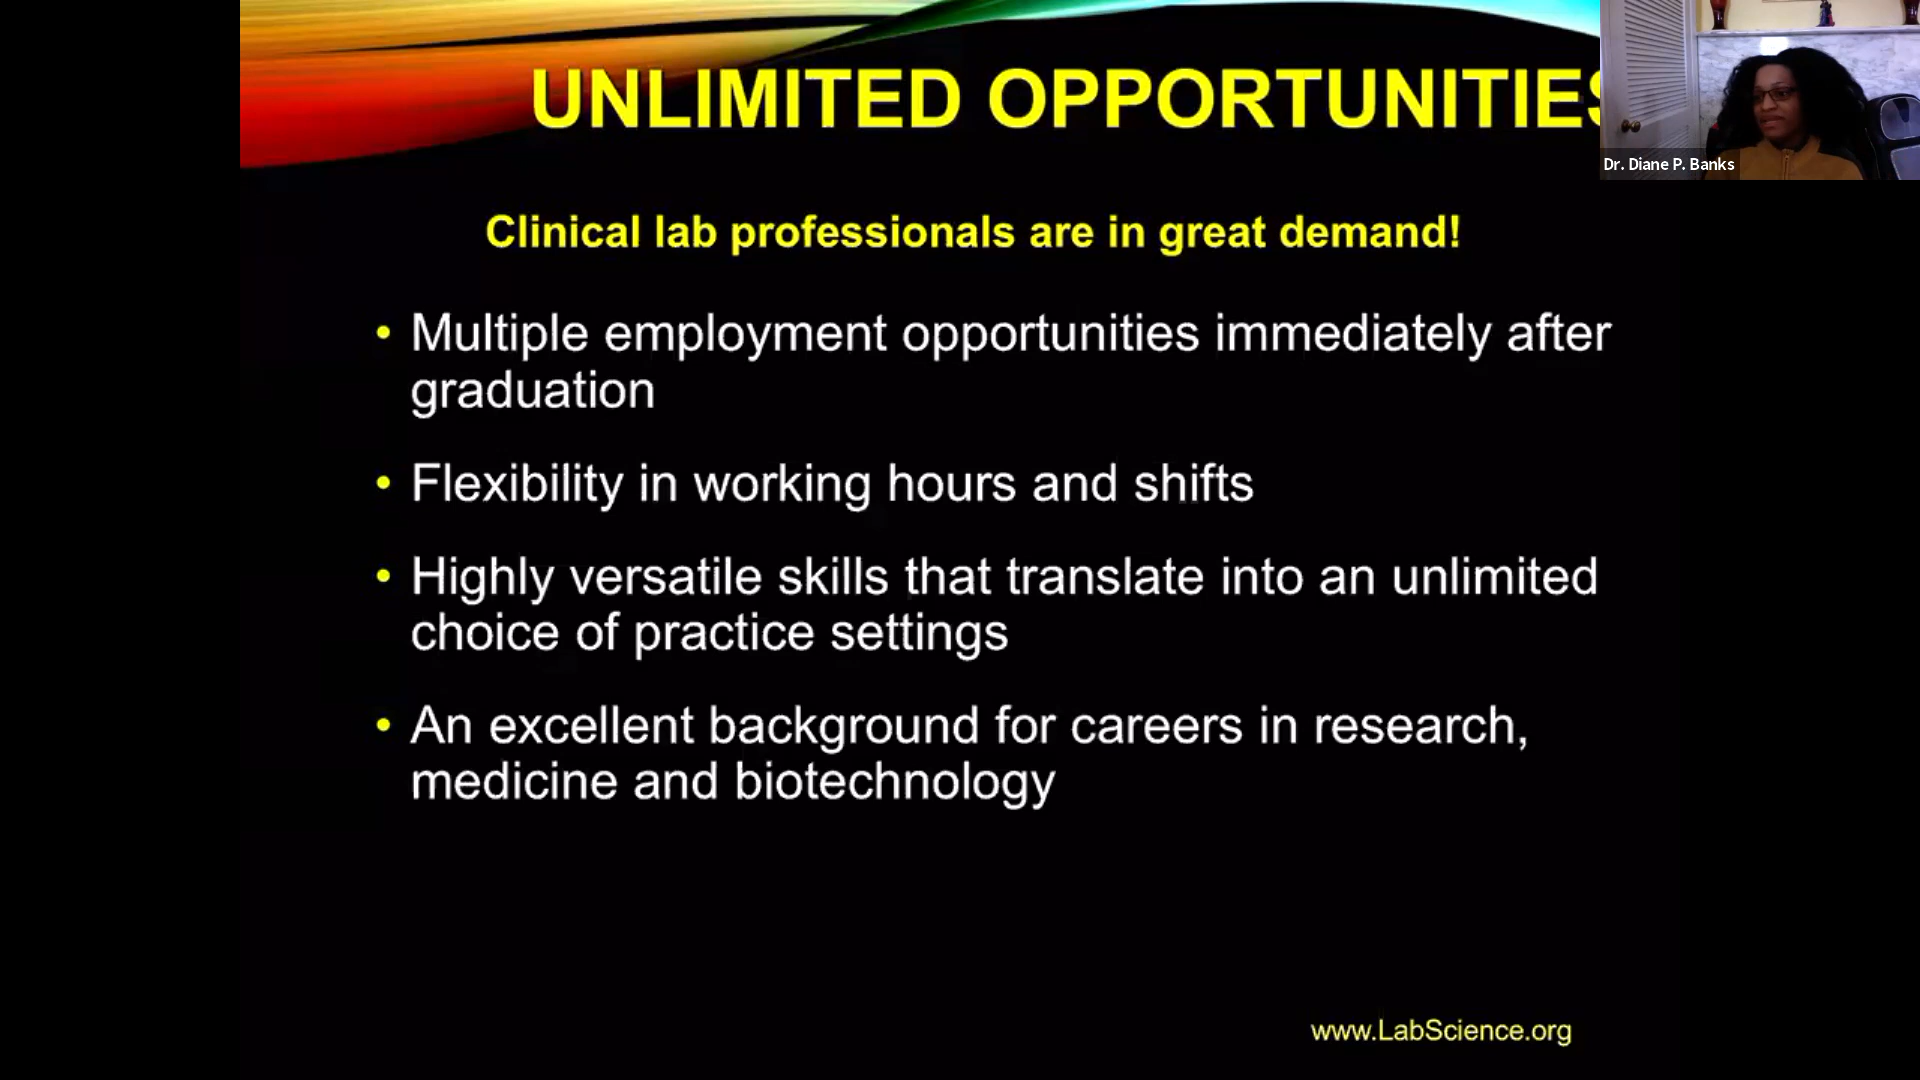 UNLIMITED OPPORTUNITIES
Dr. Diane P. Banks
Clinical lab professionals are in great demand!
• Multiple employment opportunities immediately after
graduation
• Flexibility in working hours and shifts
• Highly versatile skills that translate into an unlimited
choice of practice settings
• An excellent background for careers in research,
medicine and biotechnology
www.LabScience.org